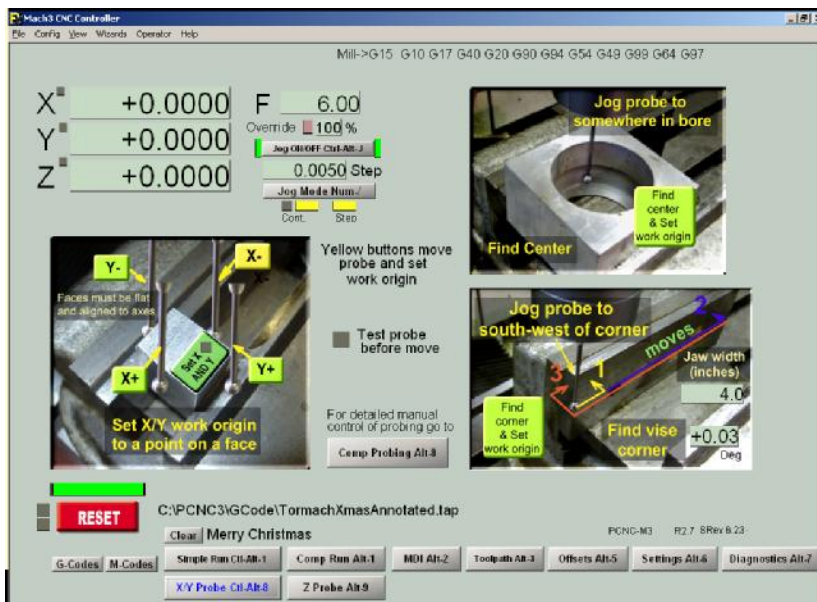 Mach3 CNC Controller
File Config View Wizards Operator Help
Mill->G15 G10 G17 G40 G20 G90 G94 G54 G49 G99 G64 G97
X +0.0000
Y +0.0000
Z +0.0000
F 6.00
Override 100 %
Jog ON/OFF Ctrl-Alt-J
0.0050 Step
Jog Mode Num-/
Cont. Step
Jog probe to
somewhere in bore
Find
center
& Set
work origin
Find Center
Y-
X-
Faces must be flat
and aligned to axes
Set X
AND Y
X+
Y+
Set X/Y work origin
to a point on a face
Yellow buttons move
probe and set
work origin
Test probe
before move
For detailed manual
control of probing go to
Comp Probing Alt-8
Jog probe to
south-west of corner
2
moves
3
1
Jaw width
(inches)
4.0
Find
corner
& Set
work origin
Find vise
corner
+0.03
Deg
RESET
C:\PCNC3\GCode\TormachXmasAnnotated.tap
Clear Merry Christmas
PCNC-M3 R2.7 SRev 6.23
G-Codes M-Codes
Simple Run Ctl-Alt-1 Comp Run Alt-1 MDI Alt-2 Toolpath Alt-3 Offsets Alt-5 Settings Alt-6 Diagnostics Alt-7
X/Y Probe Ctl-Alt-8 Z Probe Alt-9